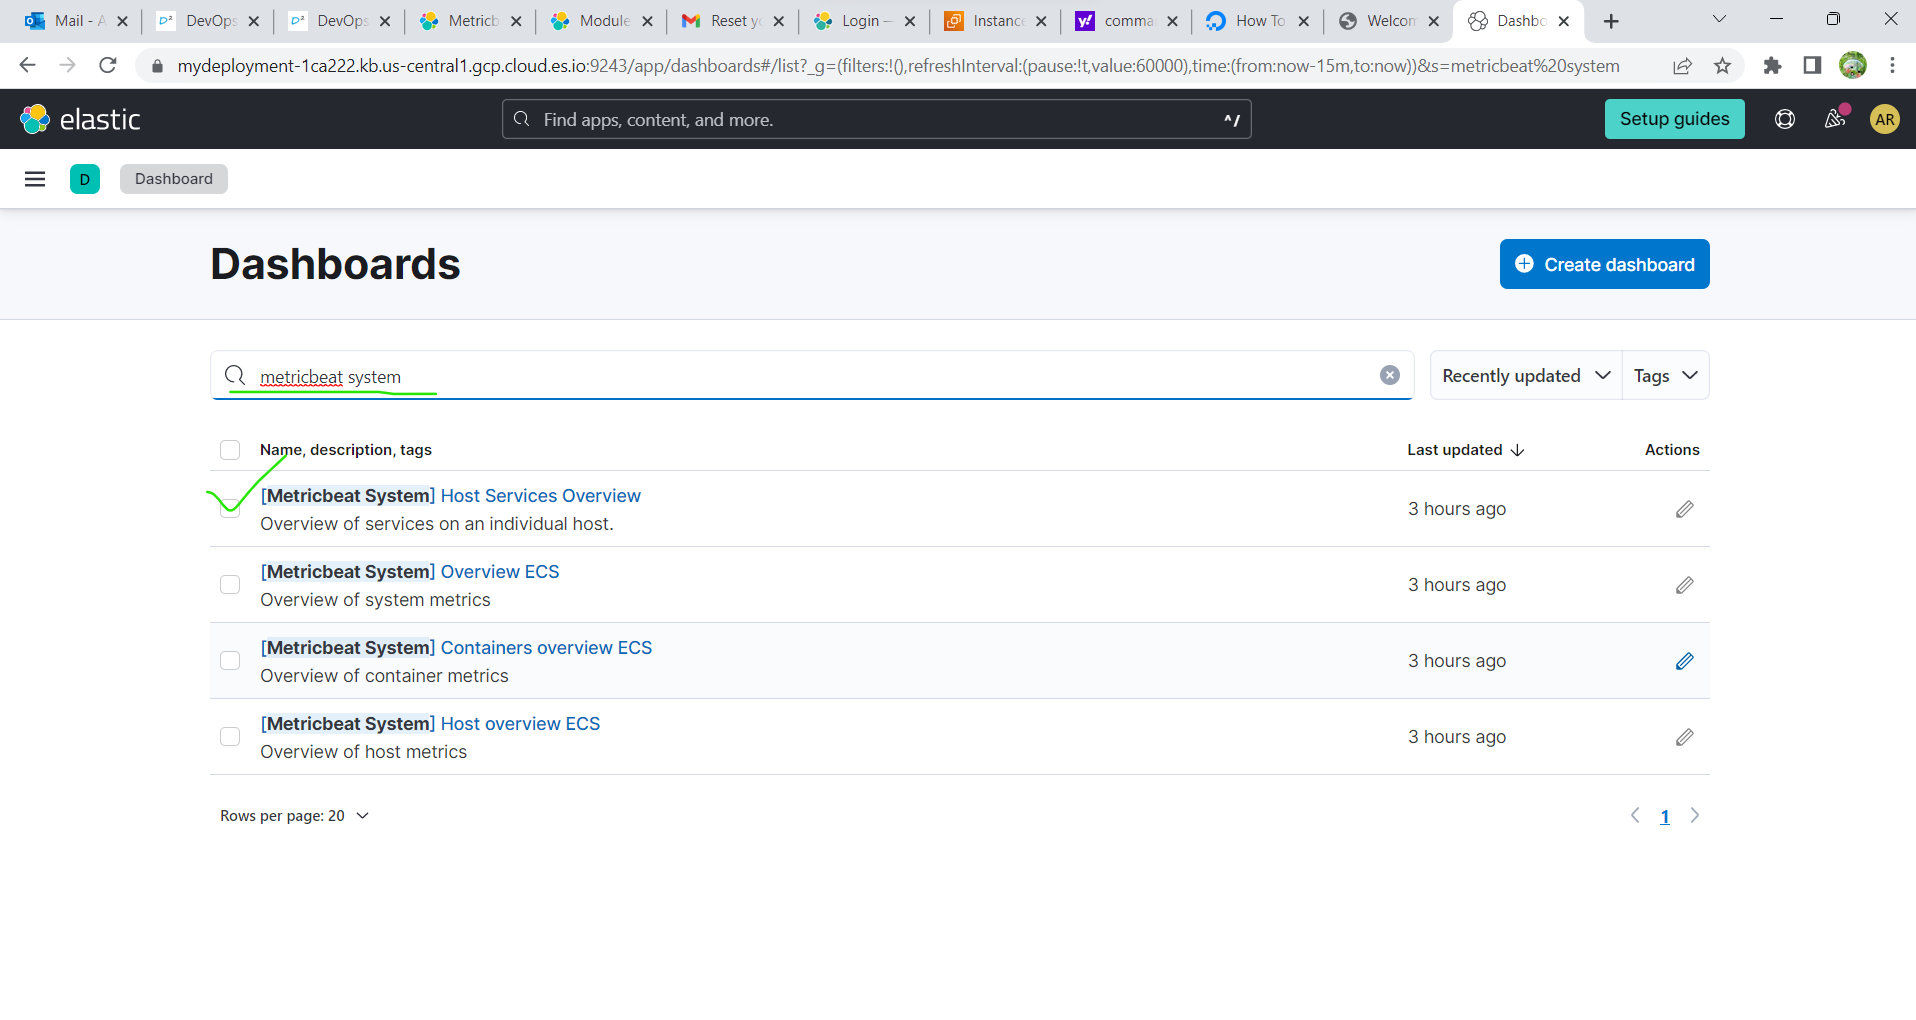 Mail - A
DevOps
DevOps
Metricb
Module
Reset yo
Login –
Instance
comma
How To
Welcom
Dashbo
mydeployment-1ca222.kb.us-central1.gcp.cloud.es.io:9243/app/dashboards#/list?_g=(filters:!(),refreshInterval:(pause:!t,value:60000),time:(from:now-15m,to:now))&s=metricbeat%20system
elastic
Find apps, content, and more.
^/
Setup guides
AR
D
Dashboard
Dashboards
Create dashboard
metricbeat system
Recently updated
Tags
Name, description, tags
Last updated
Actions
[Metricbeat System] Host Services Overview
Overview of services on an individual host.
3 hours ago
[Metricbeat System] Overview ECS
Overview of system metrics
3 hours ago
[Metricbeat System] Containers overview ECS
Overview of container metrics
3 hours ago
[Metricbeat System] Host overview ECS
Overview of host metrics
3 hours ago
Rows per page: 20
1